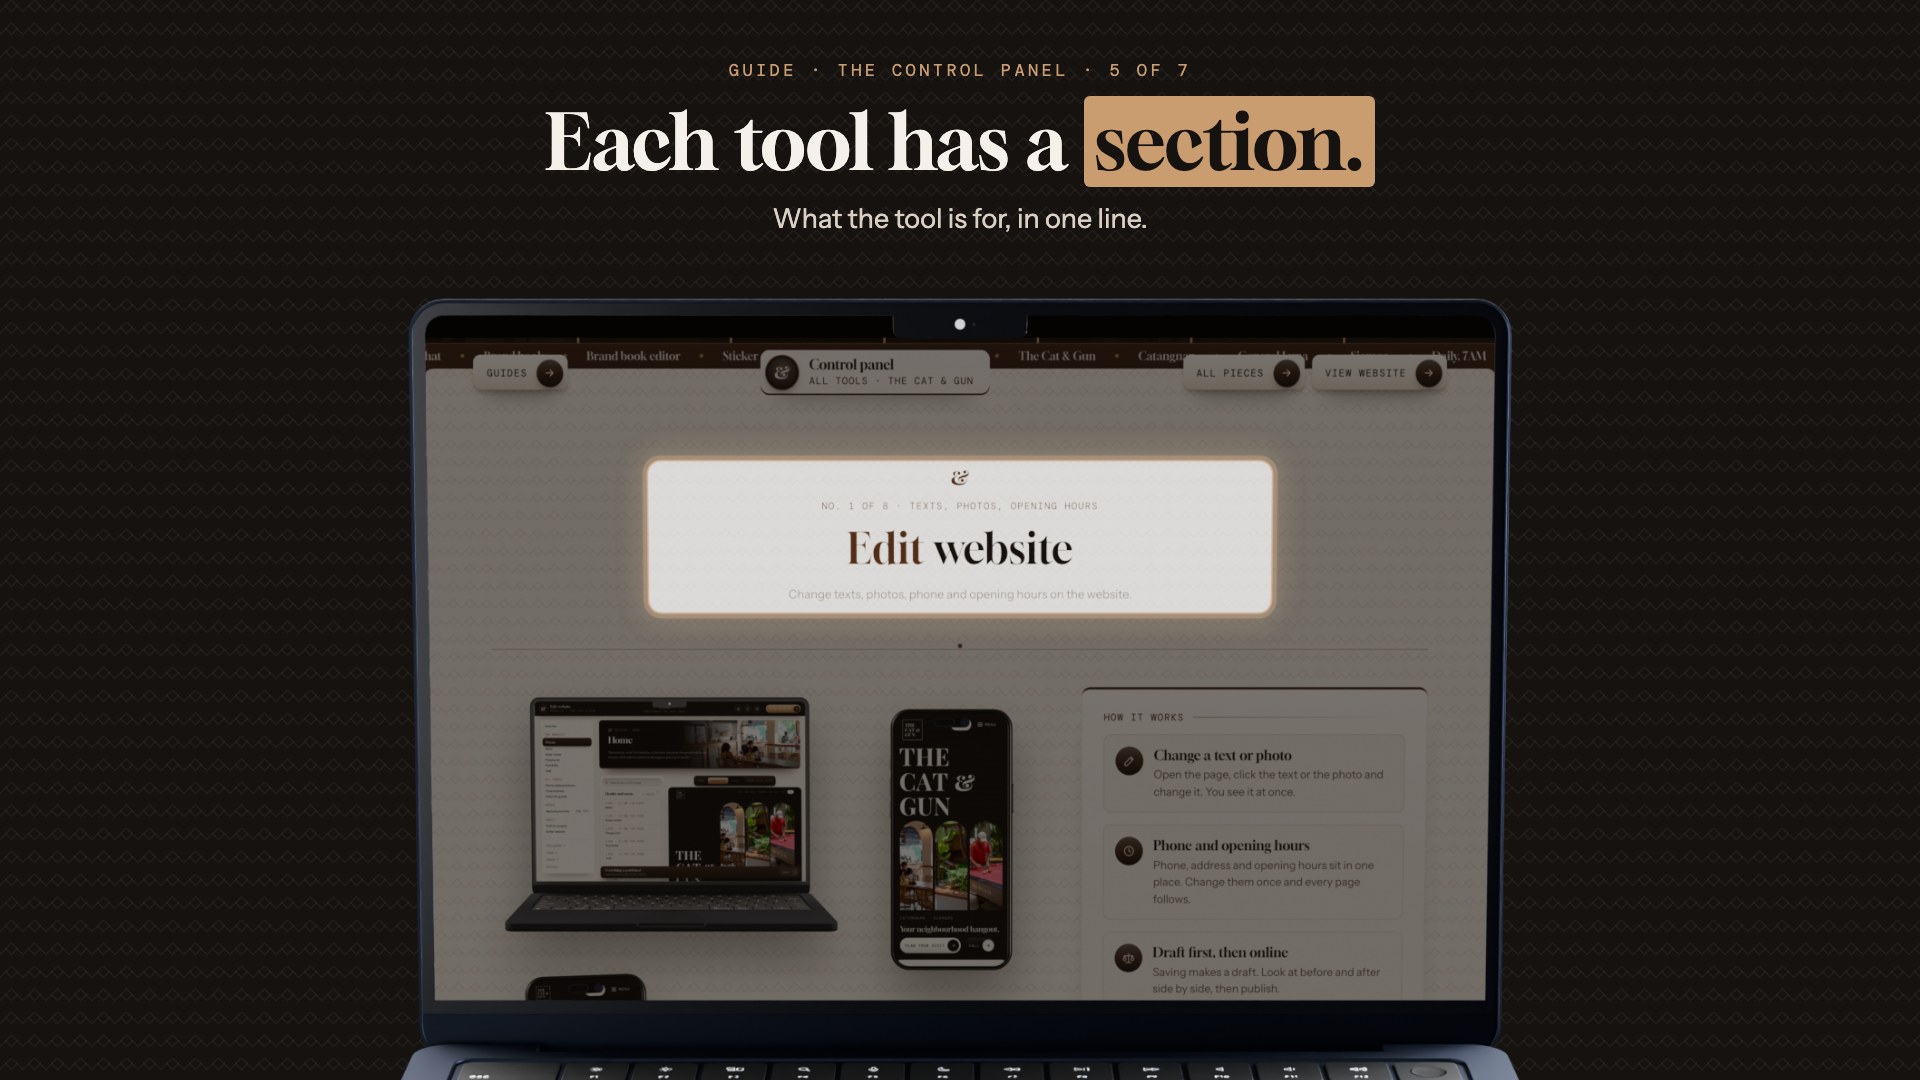 GUIDE · THE CONTROL PANEL · 5 OF 7
Each tool has a section.
What the tool is for, in one line.
Brand book editor • Sticker
The Cat & Gun
Daily, 7AM
GUIDES
&
Control panel
ALL TOOLS · THE CAT & GUN
ALL PIECES
VIEW WEBSITE
&
NO. 1 OF 8 · TEXTS, PHOTOS, OPENING HOURS
Edit website
Change texts, photos, phone and opening hours on the website.
Home
THE
MENU
THE
CAT &
GUN
Your neighbourhood hangout.
HOW IT WORKS
Change a text or photo
Open the page, click the text or the photo and
change it. You see it at once.
Phone and opening hours
Phone, address and opening hours sit in one
place. Change them once and every page
follows.
Draft first, then online
Saving makes a draft. Look at before and after
side by side, then publish.